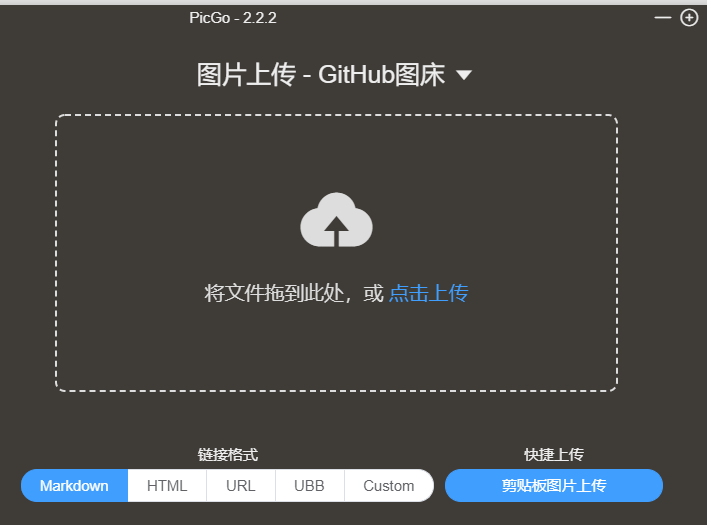 PicGo - 2.2.2
图片上传 - GitHub图床
将文件拖到此处，或 点击上传
链接格式
快捷上传
Markdown HTML URL UBB Custom
剪贴板图片上传